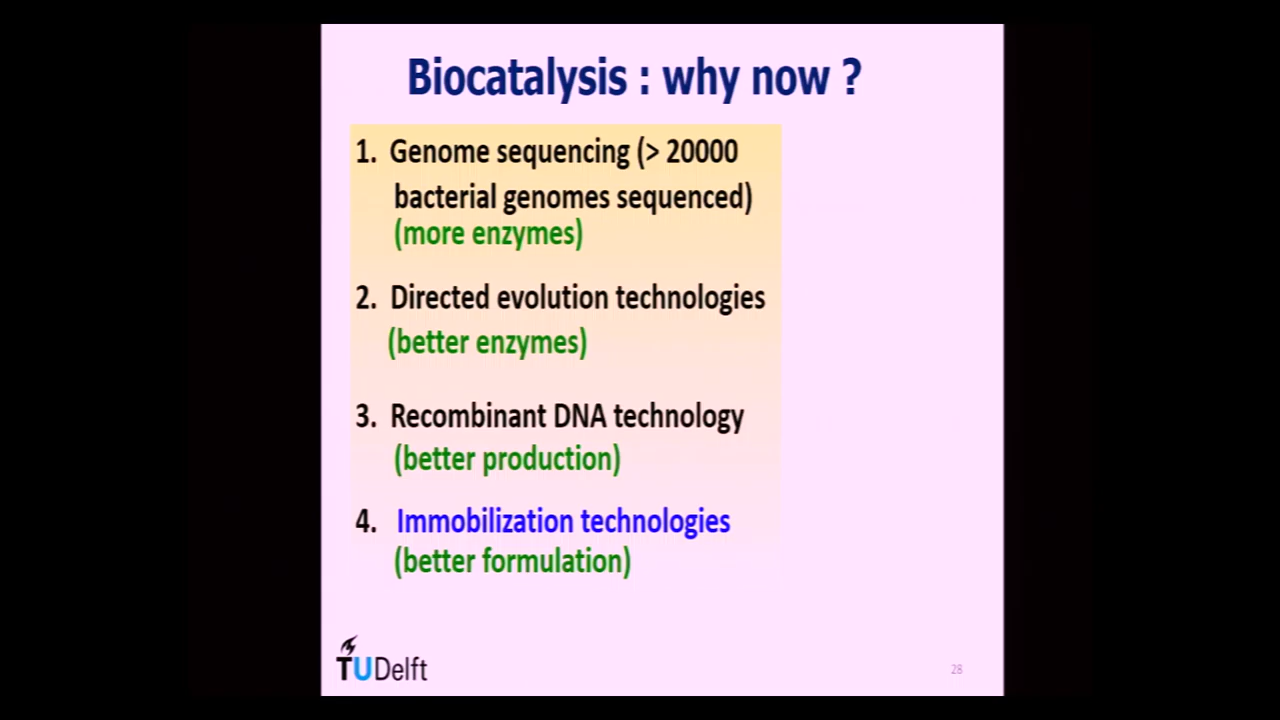 Biocatalysis : why now ?
1. Genome sequencing (> 20000
bacterial genomes sequenced)
(more enzymes)
2. Directed evolution technologies
(better enzymes)
3. Recombinant DNA technology
(better production)
4. Immobilization technologies
(better formulation)
TUDelft
28